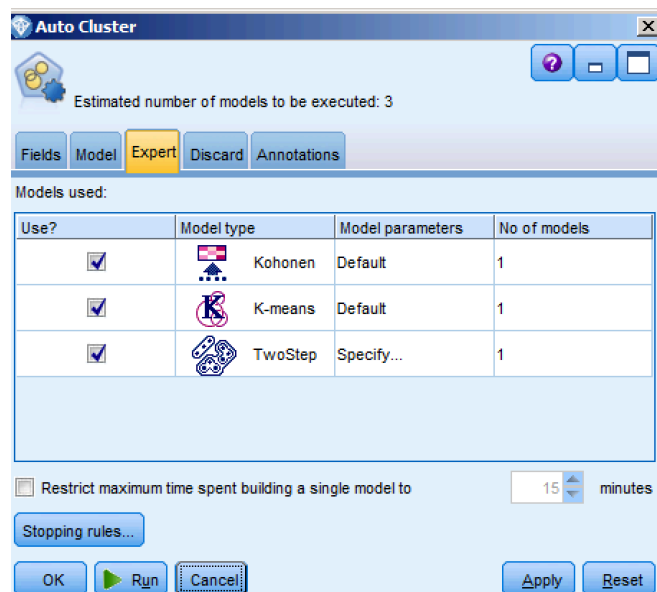 Auto Cluster
Estimated number of models to be executed: 3
Fields Model Expert Discard Annotations
Models used:
Use? Model type Model parameters No of models
Kohonen Default 1
K-means Default 1
TwoStep Specify... 1
Restrict maximum time spent building a single model to 15 minutes
Stopping rules...
OK Run Cancel Apply Reset